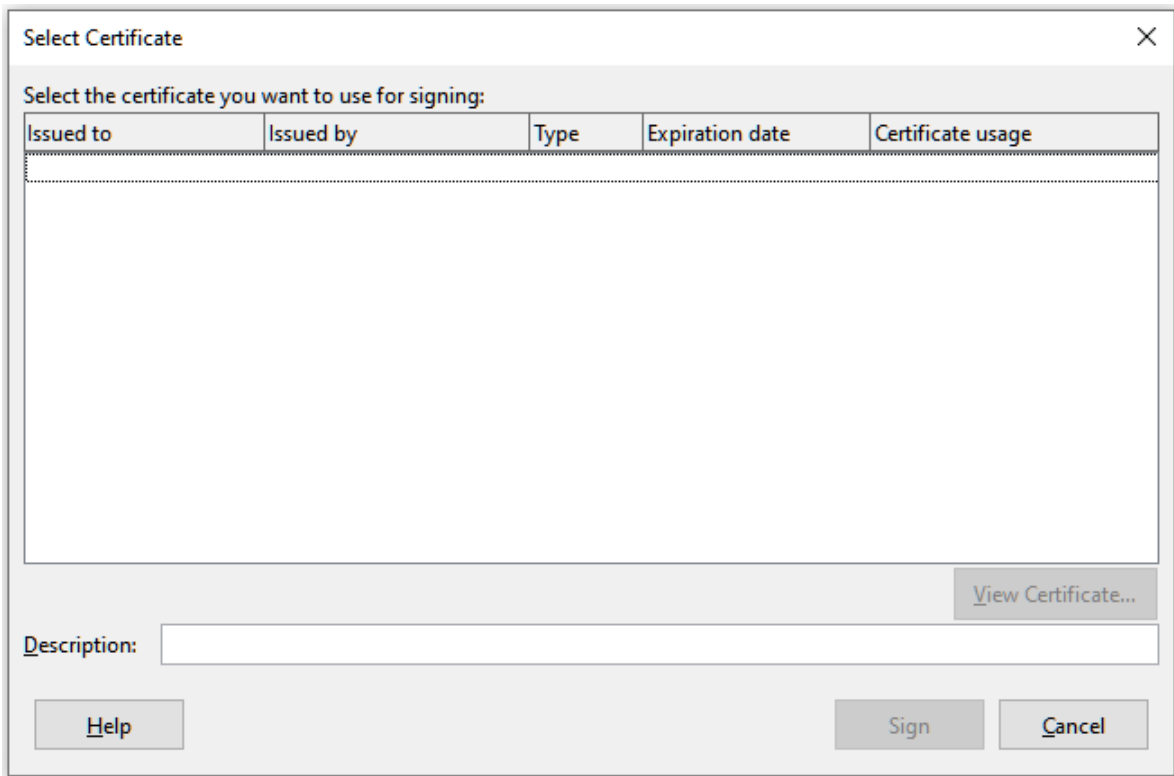 Select Certificate
Select the certificate you want to use for signing:
Issued to Issued by Type Expiration date Certificate usage
View Certificate...
Description:
Help Sign Cancel